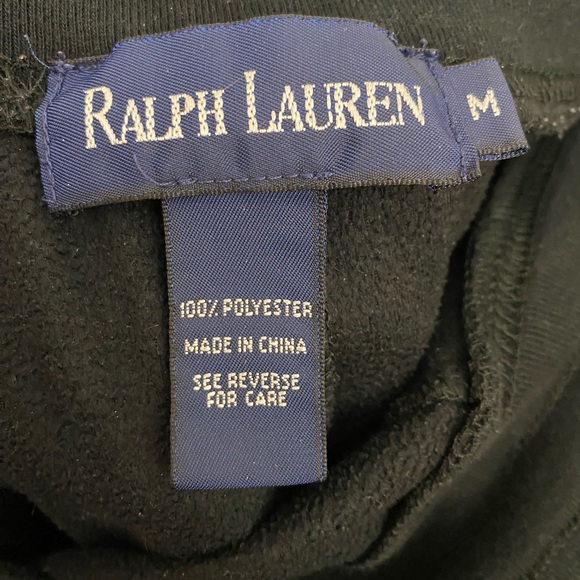 RALPH LAUREN
M
100% POLYESTER
MADE IN CHINA
SEE REVERSE
FOR CARE